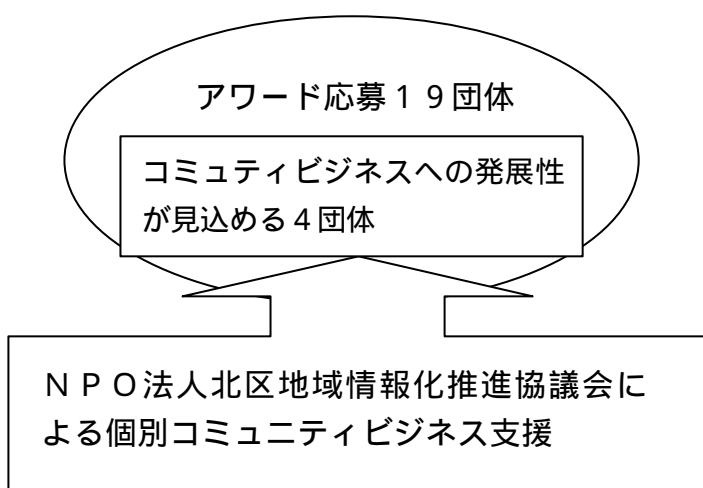 アワード応募１９団体
コミュティビジネスへの発展性
が見込める４団体
ＮＰＯ法人北区地域情報化推進協議会に
よる個別コミュニティビジネス支援